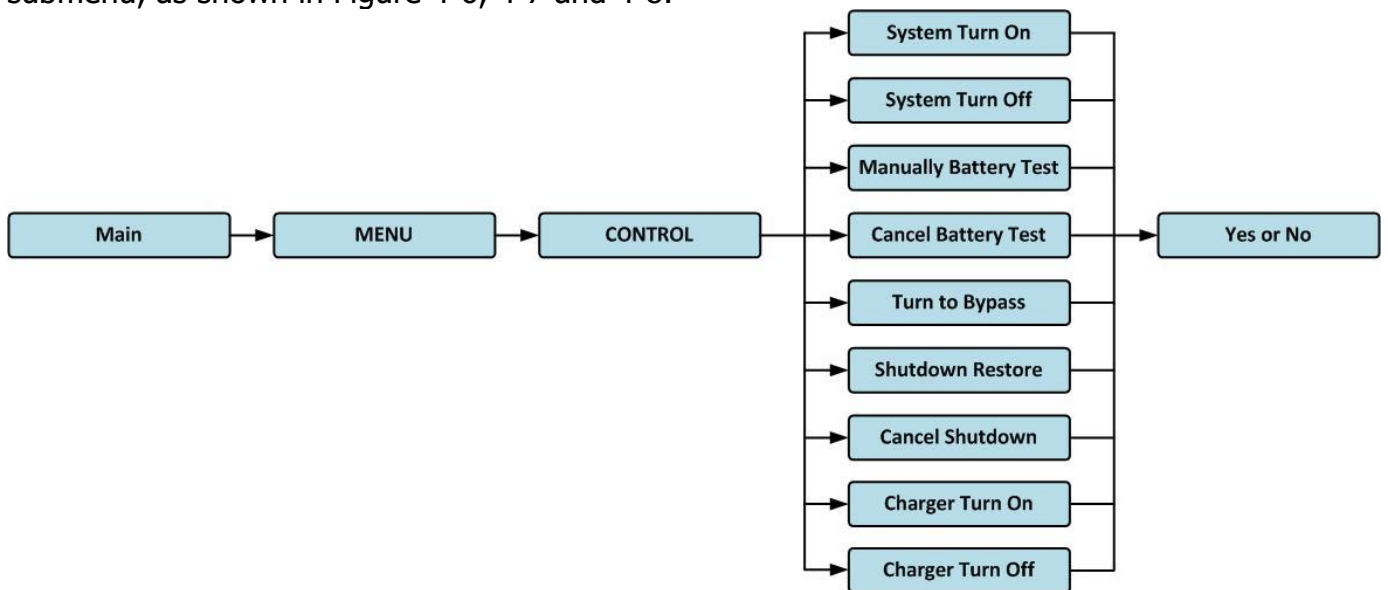 submenu, as shown in Figure 4-6, 4-7 and 4-8.
System Turn On
System Turn Off
Manually Battery Test
Main
MENU
CONTROL
Cancel Battery Test
Yes or No
Turn to Bypass
Shutdown Restore
Cancel Shutdown
Charger Turn On
Charger Turn Off